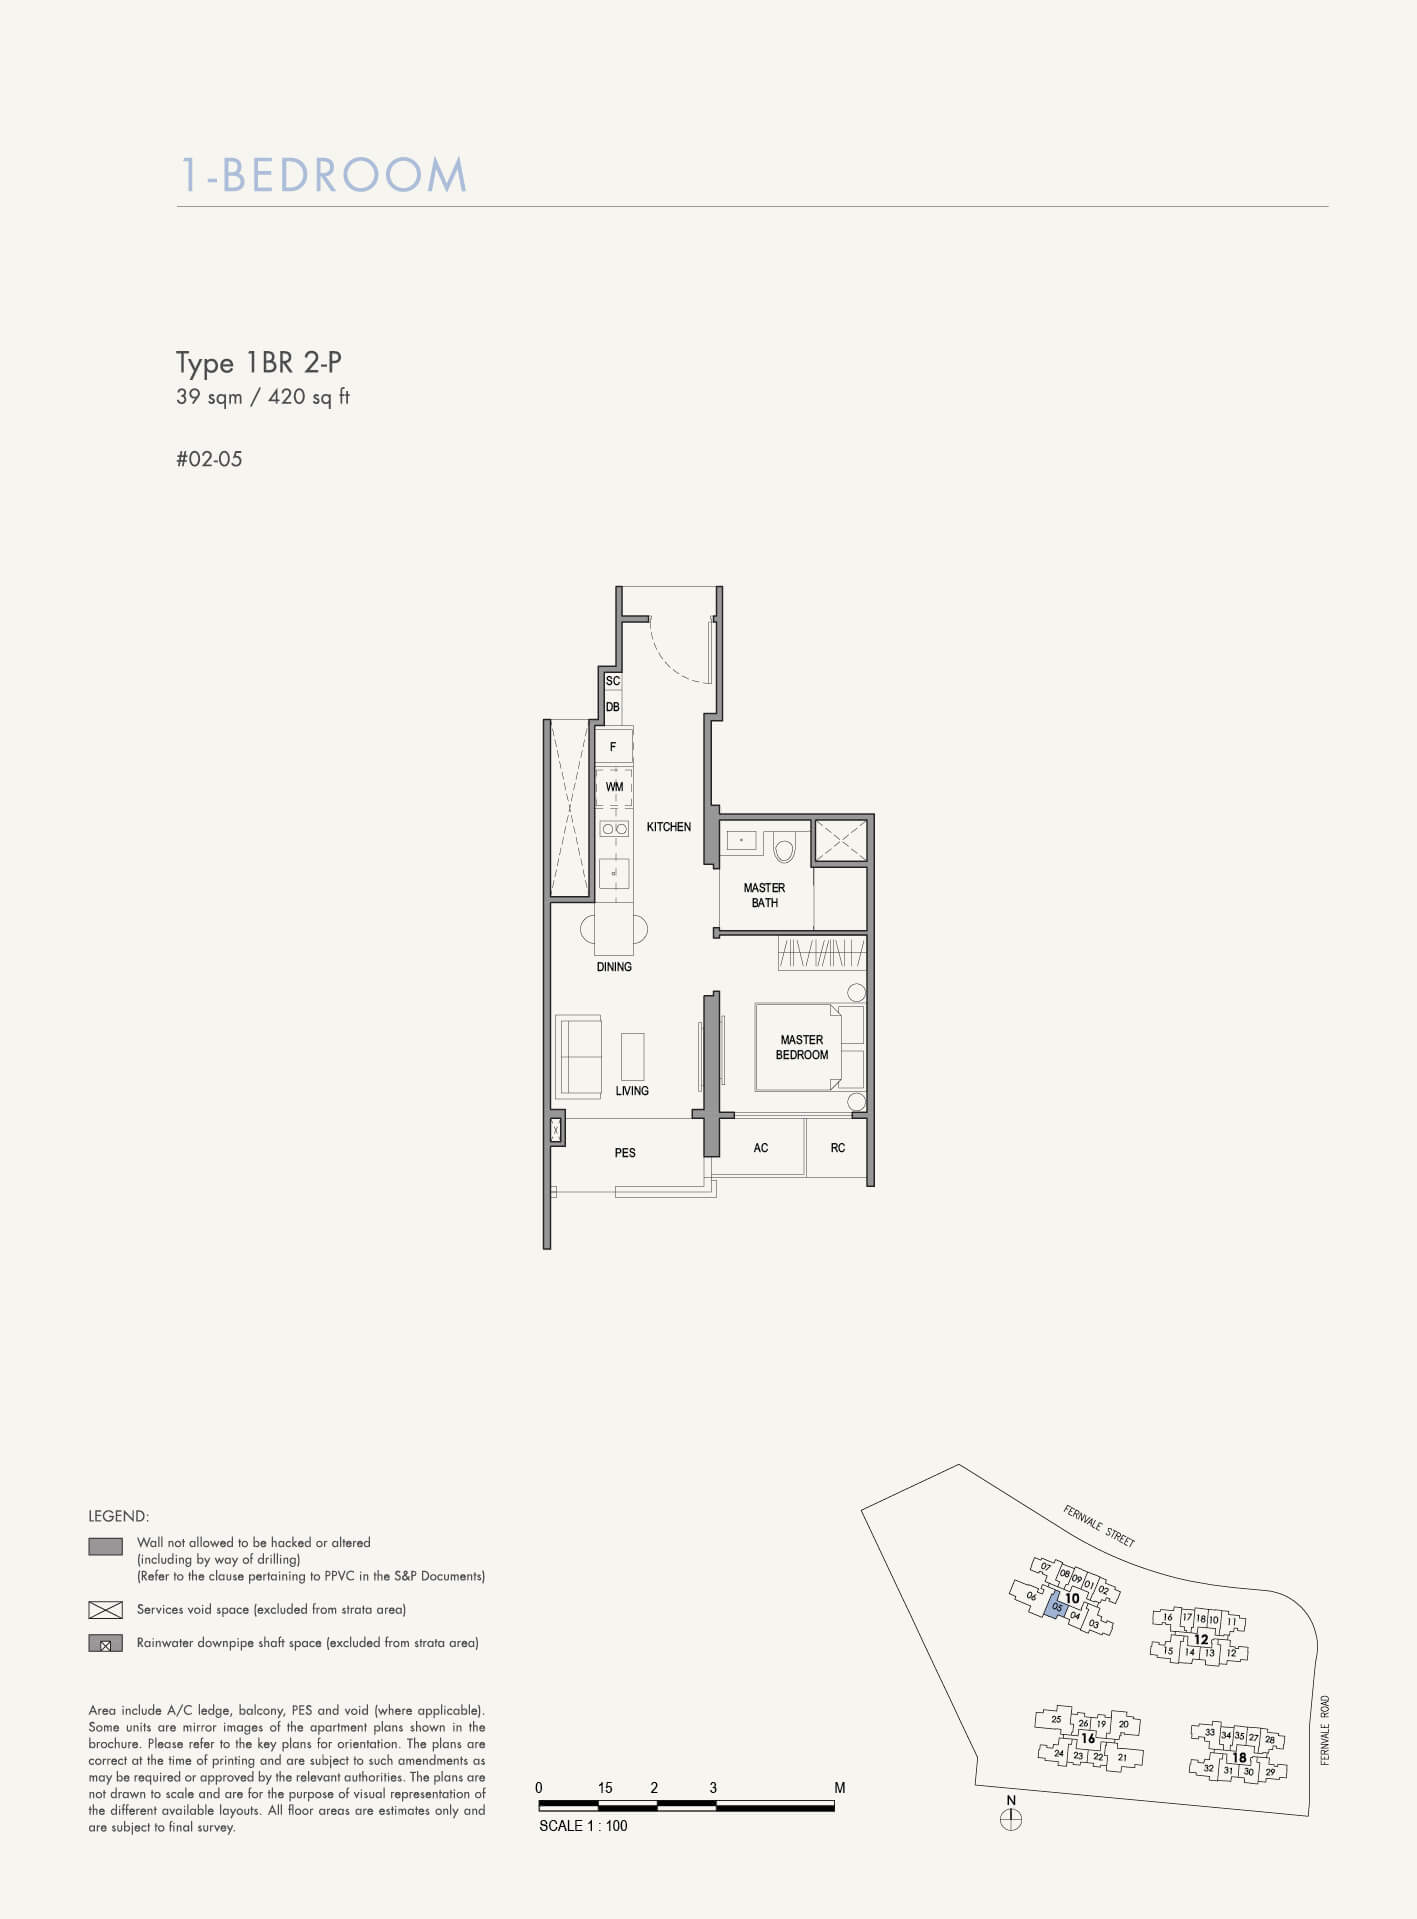 1-BEDROOM
Type 1BR 2-P
39 sqm / 420 sq ft
#02-05
SC
DB
F
WM
KITCHEN
MASTER
BATH
DINING
MASTER
BEDROOM
LIVING
PES
AC
RC
LEGEND:
Wall not allowed to be hacked or altered
(including by way of drilling)
(Refer to the clause pertaining to PPVC in the S&P Documents)
Services void space (excluded from strata area)
Rainwater downpipe shaft space (excluded from strata area)
Area include A/C ledge, balcony, PES and void (where applicable).
Some units are mirror images of the apartment plans shown in the
brochure. Please refer to the key plans for orientation. The plans are
correct at the time of printing and are subject to such amendments as
may be required or approved by the relevant authorities. The plans are
not drawn to scale and are for the purpose of visual representation of
the different available layouts. All floor areas are estimates only and
are subject to final survey.
0 15 2 3 M
SCALE 1 : 100
FERNVALE STREET
07 08 09 01 02
10
06 05 04 03
16 17 18 10 11
12
15 14 13 12
25 26 19 20
16
24 23 22 21
33 34 35 27 28
18
32 31 30 29
FERNVALE ROAD
N